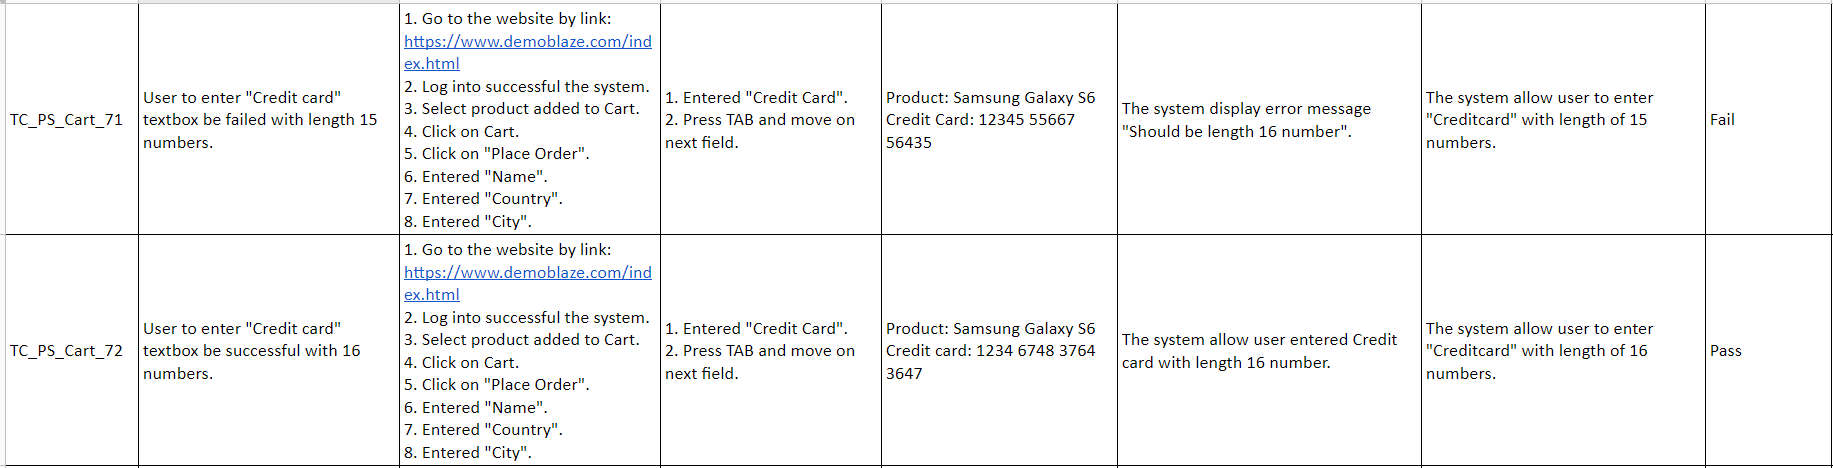 TC_PS_Cart_71
User to enter "Credit card"
textbox be failed with length 15
numbers.
1. Go to the website by link:
https://www.demoblaze.com/ind
ex.html
2. Log into successful the system.
3. Select product added to Cart.
4. Click on Cart.
5. Click on "Place Order".
6. Entered "Name".
7. Entered "Country".
8. Entered "City".
1. Entered "Credit Card".
2. Press TAB and move on
next field.
Product: Samsung Galaxy S6
Credit Card: 12345 55667
56435
The system display error message
"Should be length 16 number".
The system allow user to enter
"Creditcard" with length of 15
numbers.
Fail
TC_PS_Cart_72
User to enter "Credit card"
textbox be successful with 16
numbers.
1. Go to the website by link:
https://www.demoblaze.com/ind
ex.html
2. Log into successful the system.
3. Select product added to Cart.
4. Click on Cart.
5. Click on "Place Order".
6. Entered "Name".
7. Entered "Country".
8. Entered "City".
1. Entered "Credit Card".
2. Press TAB and move on
next field.
Product: Samsung Galaxy S6
Credit card: 1234 6748 3764
3647
The system allow user entered Credit
card with length 16 number.
The system allow user to enter
"Creditcard" with length of 16
numbers.
Pass